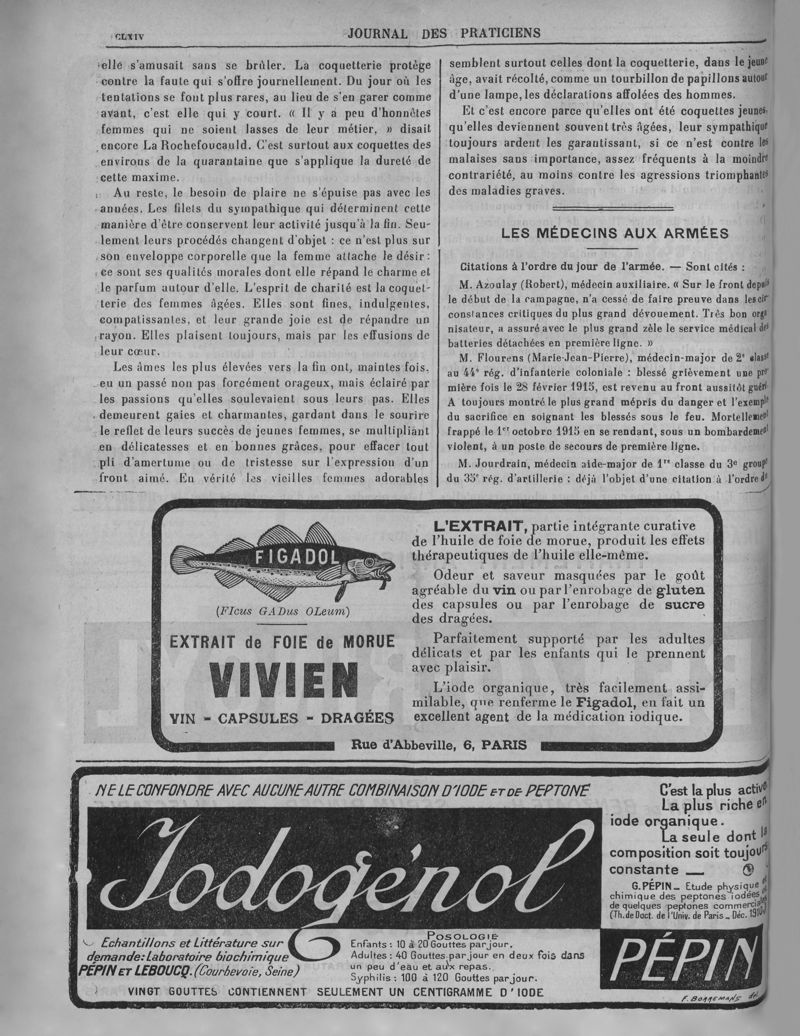 CLXIV
JOURNAL DES PRATICIENS
elle s'amusait sans se brûler. La coquetterie protège
contre la faute qui s'offre journellement. Du jour où les
tentations se font plus rares, au lieu de s'en garer comme
avant, c'est elle qui y court. « Il y a peu d'honnêtes
femmes qui ne soient lasses de leur métier, » disait
encore La Rochefoucauld. C'est surtout aux coquettes des
environs de la quarantaine que s'applique la dureté de
cette maxime.
Au reste, le besoin de plaire ne s'épuise pas avec les
années. Les filets du sympathique qui déterminent cette
manière d'être conservent leur activité jusqu'à la fin. Seu-
lement leurs procédés changent d'objet : ce n'est plus sur
son enveloppe corporelle que la femme attache le désir :
ce sont ses qualités morales dont elle répand le charme et
le parfum autour d'elle. L'esprit de charité est la coquet-
terie des femmes âgées. Elles sont fines, indulgentes,
compatissantes, et leur grande joie est de répandre un
rayon. Elles plaisent toujours, mais par les effusions de
leur cœur.
Les âmes les plus élevées vers la fin ont, maintes fois,
eu un passé non pas forcément orageux, mais éclairé par
les passions qu'elles soulevaient sous leurs pas. Elles
demeurent gaies et charmantes, gardant dans le sourire
le reflet de leurs succès de jeunes femmes, se multipliant
en délicatesses et en bonnes grâces, pour effacer tout
pli d'amertume ou de tristesse sur l'expression d'un
front aimé. En vérité les vieilles femmes adorables
semblent surtout celles dont la coquetterie, dans le jeune
âge, avait récolté, comme un tourbillon de papillons autour
d'une lampe, les déclarations affolées des hommes.
Et c'est encore parce qu'elles ont été coquettes jeunes,
qu'elles deviennent souvent très âgées, leur sympathique
toujours ardent les garantissant, si ce n'est contre les
malaises sans importance, assez fréquents à la moindre
contrariété, au moins contre les agressions triomphantes
des maladies graves.
LES MÉDECINS AUX ARMÉES
Citations à l'ordre du jour de l'armée. — Sont cités :
M. Azoulay (Robert), médecin auxiliaire. « Sur le front depuis
le début de la campagne, n'a cessé de faire preuve dans les cir
constances critiques du plus grand dévouement. Très bon orga
nisateur, a assuré avec le plus grand zèle le service médical des
batteries détachées en première ligne. »
M. Flourens (Marie-Jean-Pierre), médecin-major de 2e classe
au 44e rég. d'infanterie coloniale : blessé grièvement une pre
mière fois le 28 février 1915, est revenu au front aussitôt guéri
A toujours montré le plus grand mépris du danger et l'exemple
du sacrifice en soignant les blessés sous le feu. Mortellement
frappé le 1er octobre 1915 en se rendant, sous un bombardement
violent, à un poste de secours de première ligne.
M. Jourdrain, médecin aide-major de 1re classe du 3e groupe
du 35e rég. d'artillerie : déjà l'objet d'une citation à l'ordre de
FIGADOL
(FIcus GADus OLeum)
EXTRAIT de FOIE de MORUE
VIVIEN
VIN - CAPSULES - DRAGÉES
L'EXTRAIT, partie intégrante curative
de l'huile de foie de morue, produit les effets
thérapeutiques de l'huile elle-même.
Odeur et saveur masquées par le goût
agréable du vin ou par l'enrobage de gluten
des capsules ou par l'enrobage de sucre
des dragées.
Parfaitement supporté par les adultes
délicats et par les enfants qui le prennent
avec plaisir.
L'iode organique, très facilement assi-
milable, que renferme le Figadol, en fait un
excellent agent de la médication iodique.
Rue d'Abbeville, 6, PARIS
NE LE CONFONDRE AVEC AUCUNE AUTRE COMBINAISON D'IODE ET DE PEPTONE
Iodogénol
C'est la plus active
La plus riche en
iode organique.
La seule dont la
composition soit toujours
constante —
G. PÉPIN_ Etude physique et
chimique des peptones iodées
de quelques peptones commerciales
(Th. de Doct. de l'Univ. de Paris_ Déc. 1910)
PÉPIN
F. BONNEMANS del.
Échantillons et Littérature sur
demande: Laboratoire biochimique
PÉPIN ET LEBOUCQ. (Courbevoie, Seine)
POSOLOGIE
Enfants : 10 à 20 Gouttes par jour.
Adultes : 40 Gouttes par jour en deux fois dans
un peu d'eau et aux repas.
Syphilis : 100 à 120 Gouttes par jour.
VINGT GOUTTES CONTIENNENT SEULEMENT UN CENTIGRAMME D'IODE